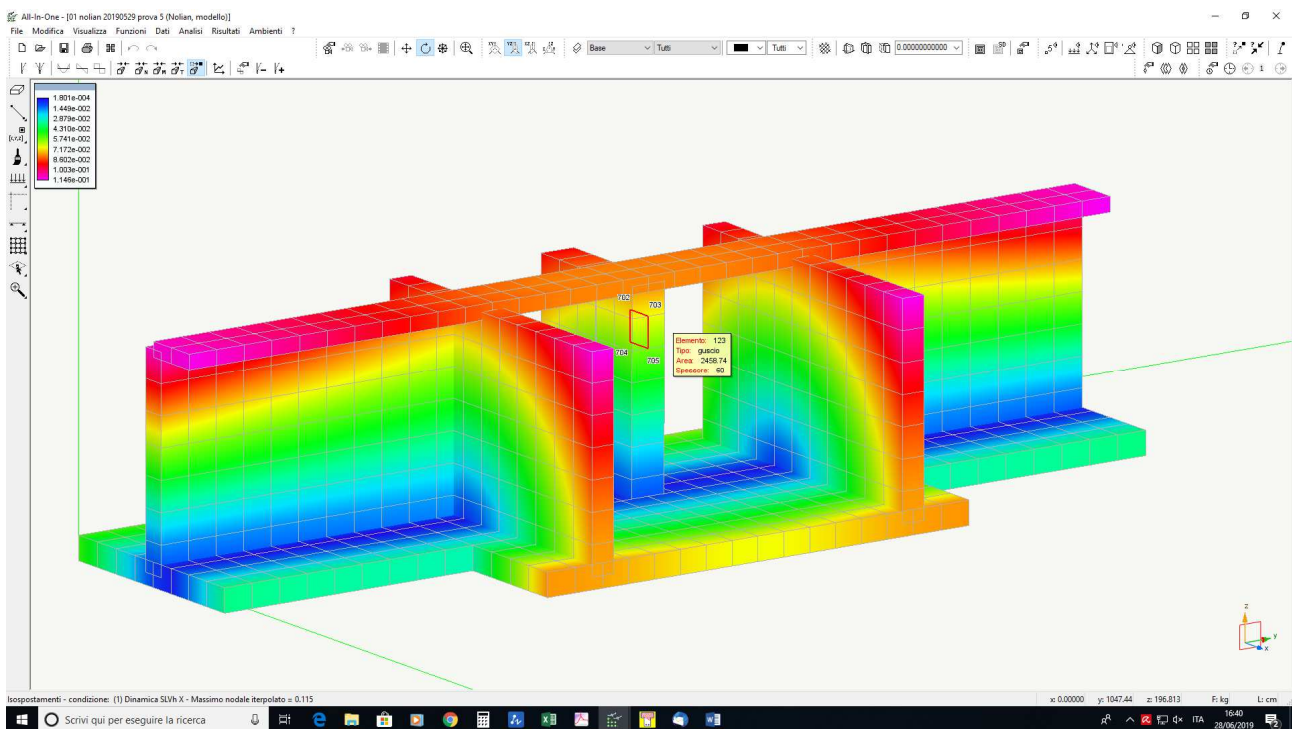 All-In-One - [01 nolian 20190529 prova 5 (Nolian, modello)]
File Modifica Visualizza Funzioni Dati Analisi Risultati Ambienti ?
Base Tutti Tutti 0.00000000000
1
[x,y,z]
1.801e-004
1.449e-002
2.879e-002
4.310e-002
5.741e-002
7.172e-002
8.602e-002
1.003e-001
1.146e-001
702
703
704
705
Elemento: 123
Tipo: guscio
Area: 2458.74
Spessore: 60
z
y
x
Isospostamenti - condizione: (1) Dinamica SLVh X - Massimo nodale iterpolato = 0.115
x: 0.00000 y: 1047.44 z: 196.813 F: kg L: cm
Scrivi qui per eseguire la ricerca
ITA
16:40
28/06/2019